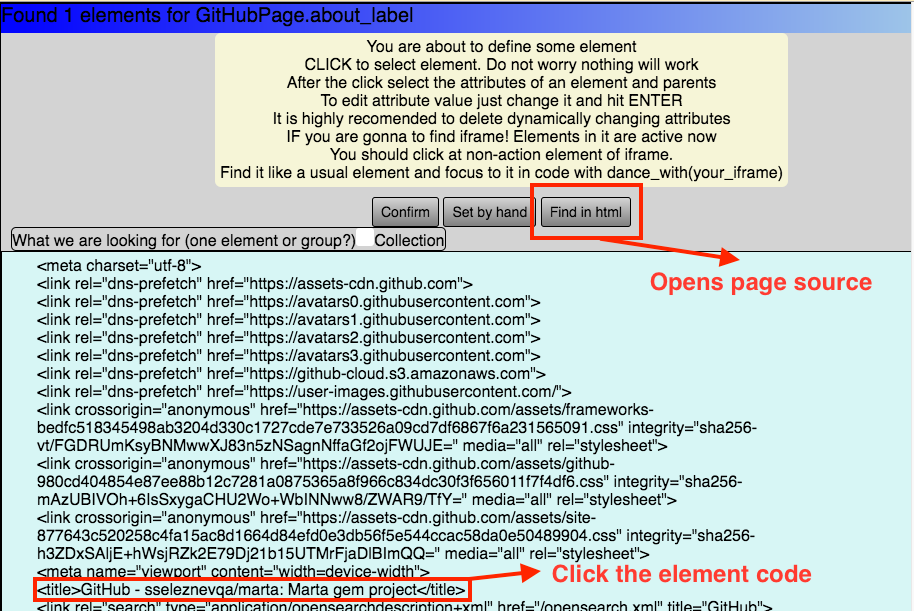 Found 1 elements for GitHubPage.about_label
You are about to define some element
CLICK to select element. Do not worry nothing will work
After the click select the attributes of an element and parents
To edit attribute value just change it and hit ENTER
It is highly recomended to delete dynamically changing attributes
IF you are gonna to find iframe! Elements in it are active now
You should click at non-action element of iframe.
Find it like a usual element and focus to it in code with dance_with(your_iframe)
Confirm Set by hand Find in html
What we are looking for (one element or group?) Collection
Opens page source
<meta charset="utf-8">
<link rel="dns-prefetch" href="https://assets-cdn.github.com">
<link rel="dns-prefetch" href="https://avatars0.githubusercontent.com">
<link rel="dns-prefetch" href="https://avatars1.githubusercontent.com">
<link rel="dns-prefetch" href="https://avatars2.githubusercontent.com">
<link rel="dns-prefetch" href="https://avatars3.githubusercontent.com">
<link rel="dns-prefetch" href="https://github-cloud.s3.amazonaws.com">
<link rel="dns-prefetch" href="https://user-images.githubusercontent.com/">
<link crossorigin="anonymous" href="https://assets-cdn.github.com/assets/frameworks-
bedfc518345498ab3204d330c1727cde7e733526a09cd7df6867f6a231565091.css" integrity="sha256-
vt/FGDRUmKsyBNMwwXJ83n5zNSagnNffaGf2ojFWUJE=" media="all" rel="stylesheet">
<link crossorigin="anonymous" href="https://assets-cdn.github.com/assets/github-
980cd404854e87ee88b12c7281a0875365a8f966c834dc30f3f656011f7f4df6.css" integrity="sha256-
mAzUBIVOh+6IsSxygaCHU2Wo+WbINNww8/ZWAR9/TfY=" media="all" rel="stylesheet">
<link crossorigin="anonymous" href="https://assets-cdn.github.com/assets/site-
877643c520258c4fa15ac8d1664d84efd0e3db56f5e544ccac58da0e50489904.css" integrity="sha256-
h3ZDxSAljE+hWsjRZk2E79Dj21b15UTMrFjaDlBImQQ=" media="all" rel="stylesheet">
<meta name="viewport" content="width=device-width">
<title>GitHub - sseleznevqa/marta: Marta gem project</title>
Click the element code
<link rel="search" type="application/opensearchdescription+xml" href="/opensearch.xml" title="GitHub">